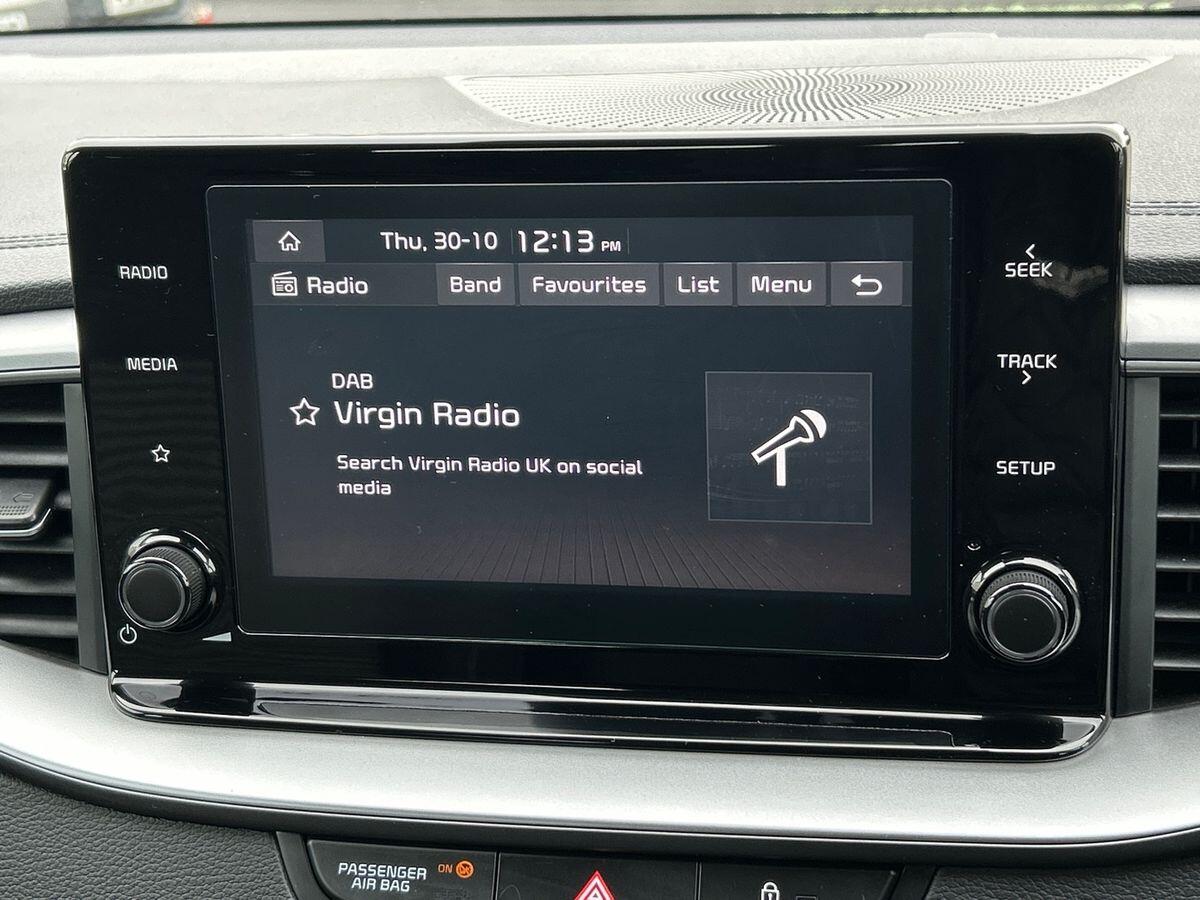 Thu, 30-10 12:13 PM
RADIO
Radio Band Favourites List Menu
SEEK
MEDIA
TRACK
DAB
Virgin Radio
Search Virgin Radio UK on social
media
SETUP
PASSENGER
AIR BAG
ON